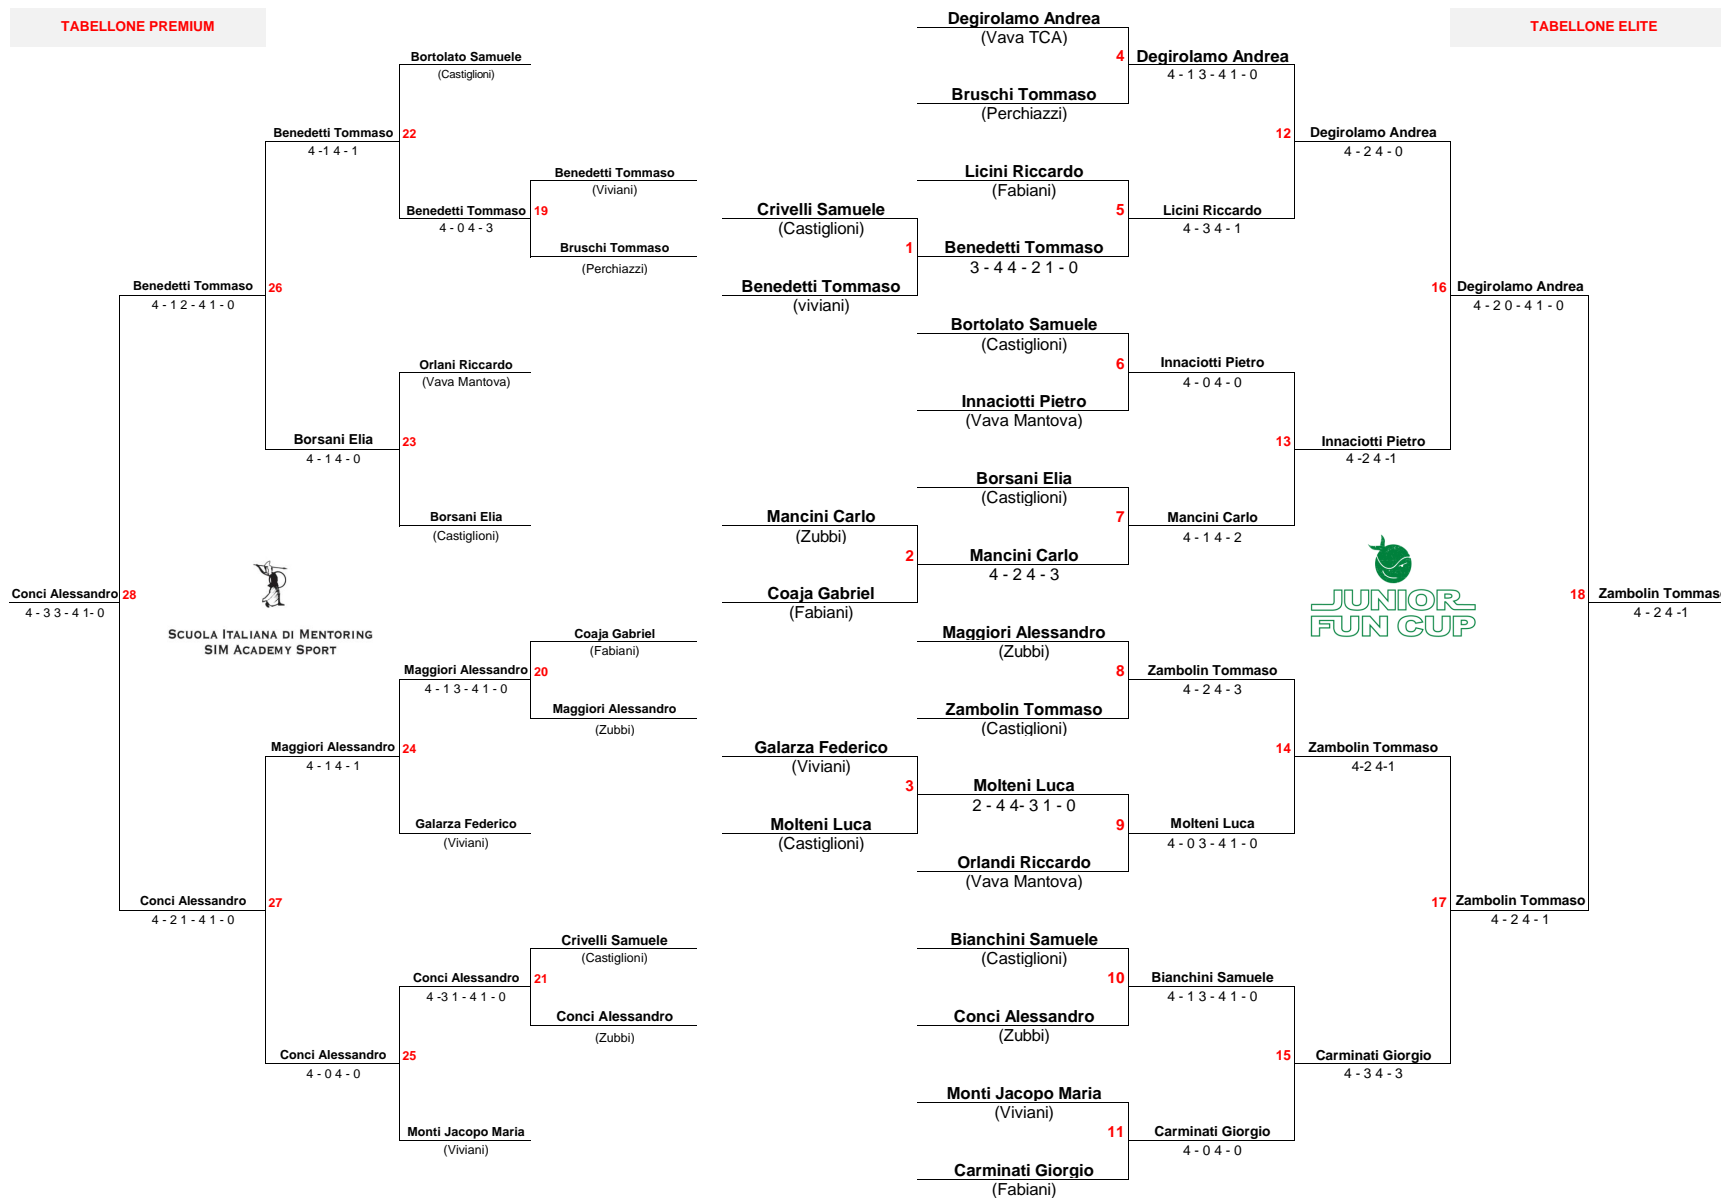 TABELLONE PREMIUM
TABELLONE ELITE
Bortolato Samuele
(Castiglioni)
Benedetti Tommaso
22
4 -1 4 - 1
Benedetti Tommaso
(Viviani)
Benedetti Tommaso
19
4 - 0 4 - 3
Bruschi Tommaso
(Perchiazzi)
Benedetti Tommaso
26
4 - 1 2 - 4 1 - 0
Orlani Riccardo
(Vava Mantova)
Borsani Elia
23
4 - 1 4 - 0
Borsani Elia
(Castiglioni)
Conci Alessandro
28
4 - 3 3 - 4 1- 0
SCUOLA ITALIANA DI MENTORING
SIM ACADEMY SPORT
Coaja Gabriel
(Fabiani)
Maggiori Alessandro
20
4 - 1 3 - 4 1 - 0
Maggiori Alessandro
(Zubbi)
Maggiori Alessandro
24
4 - 1 4 - 1
Galarza Federico
(Viviani)
Conci Alessandro
27
4 - 2 1 - 4 1 - 0
Crivelli Samuele
(Castiglioni)
Conci Alessandro
21
4 -3 1 - 4 1 - 0
Conci Alessandro
(Zubbi)
Conci Alessandro
25
4 - 0 4 - 0
Monti Jacopo Maria
(Viviani)
Degirolamo Andrea
(Vava TCA)
4
Degirolamo Andrea
4 - 1 3 - 4 1 - 0
Bruschi Tommaso
(Perchiazzi)
12
Degirolamo Andrea
4 - 2 4 - 0
Licini Riccardo
(Fabiani)
5
Licini Riccardo
4 - 3 4 - 1
Crivelli Samuele
(Castiglioni)
1
Benedetti Tommaso
3 - 4 4 - 2 1 - 0
Benedetti Tommaso
(viviani)
16
Degirolamo Andrea
4 - 2 0 - 4 1 - 0
Bortolato Samuele
(Castiglioni)
6
Innaciotti Pietro
4 - 0 4 - 0
Innaciotti Pietro
(Vava Mantova)
13
Innaciotti Pietro
4 -2 4 -1
Borsani Elia
(Castiglioni)
7
Mancini Carlo
4 - 1 4 - 2
Mancini Carlo
(Zubbi)
2
Mancini Carlo
4 - 2 4 - 3
Coaja Gabriel
(Fabiani)
JUNIOR
FUN CUP
18
Zambolin Tommaso
4 - 2 4 -1
Maggiori Alessandro
(Zubbi)
8
Zambolin Tommaso
4 - 2 4 - 3
Zambolin Tommaso
(Castiglioni)
14
Zambolin Tommaso
4-2 4-1
Galarza Federico
(Viviani)
3
Molteni Luca
2 - 4 4- 3 1 - 0
Molteni Luca
(Castiglioni)
9
Molteni Luca
4 - 0 3 - 4 1 - 0
Orlandi Riccardo
(Vava Mantova)
17
Zambolin Tommaso
4 - 2 4 - 1
Bianchini Samuele
(Castiglioni)
10
Bianchini Samuele
4 - 1 3 - 4 1 - 0
Conci Alessandro
(Zubbi)
15
Carminati Giorgio
4 - 3 4 - 3
Monti Jacopo Maria
(Viviani)
11
Carminati Giorgio
4 - 0 4 - 0
Carminati Giorgio
(Fabiani)